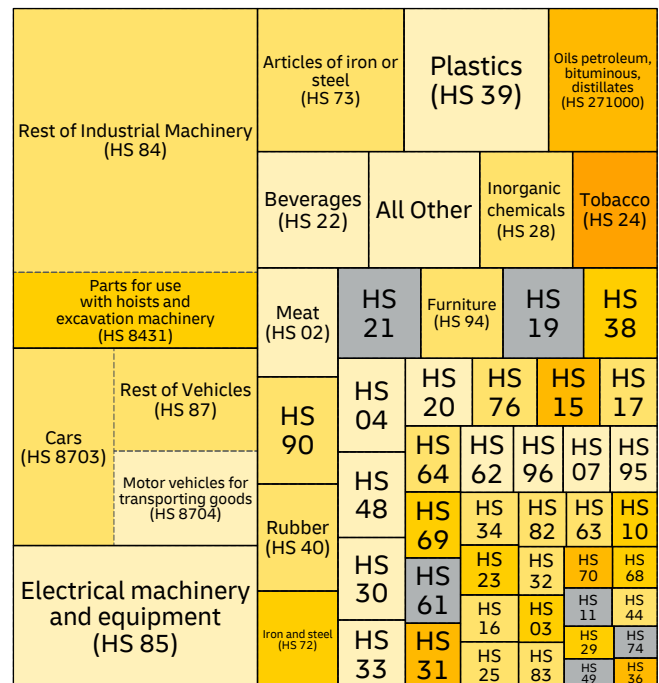 Rest of Industrial Machinery
(HS 84)
Parts for use
with hoists and
excavation machinery
(HS 8431)
Cars
(HS 8703)
Rest of Vehicles
(HS 87)
Motor vehicles for
transporting goods
(HS 8704)
Electrical machinery
and equipment
(HS 85)
Articles of iron or
steel
(HS 73)
Plastics
(HS 39)
Oils petroleum,
bituminous,
distillates
(HS 271000)
Beverages
(HS 22)
All Other
Inorganic
chemicals
(HS 28)
Tobacco
(HS 24)
Meat
(HS 02)
HS
21
Furniture
(HS 94)
HS
19
HS
38
HS
90
Rubber
(HS 40)
Iron and steel
(HS 72)
HS
04
HS
48
HS
30
HS
33
HS
20
HS
76
HS
15
HS
17
HS
64
HS
62
HS
96
HS
07
HS
95
HS
69
HS
34
HS
82
HS
63
HS
10
HS
61
HS
23
HS
32
HS
70
HS
68
HS
31
HS
16
HS
03
HS
11
HS
44
HS
25
HS
83
HS
29
HS
74
HS
49
HS
36